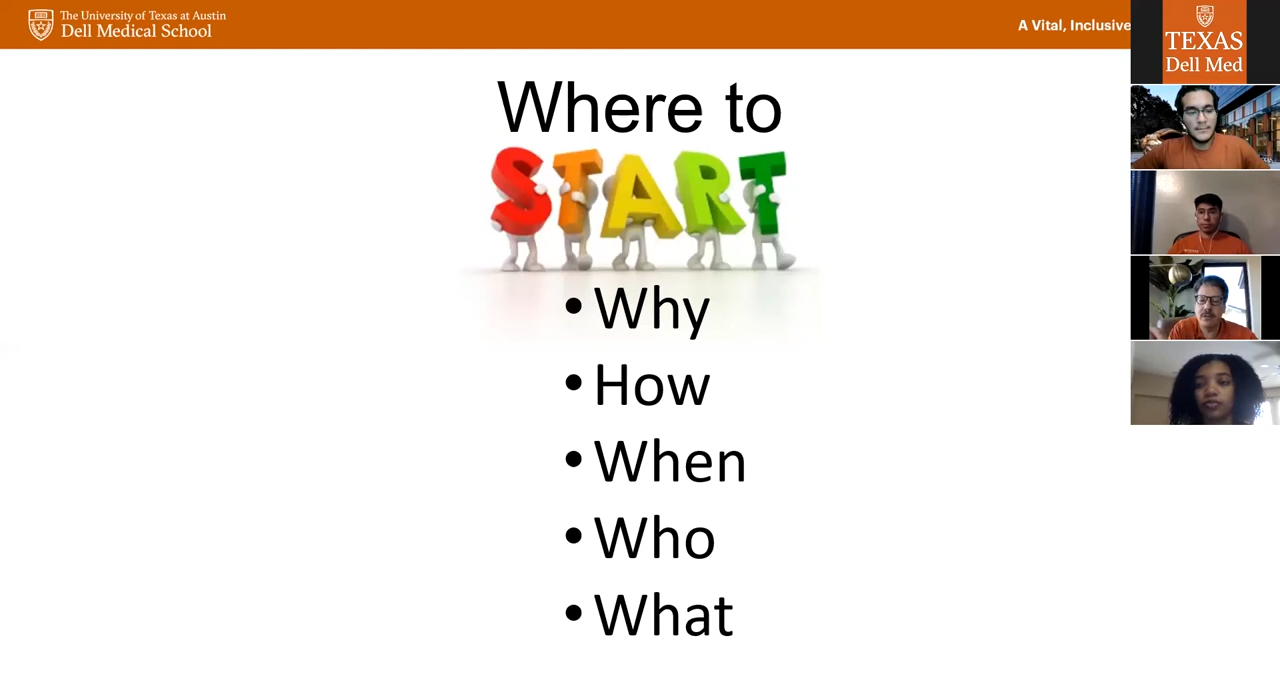 The University of Texas at Austin
Dell Medical School
A Vital, Inclusive
TEXAS
Dell Med
Where to
START
• Why
• How
• When
• Who
• What